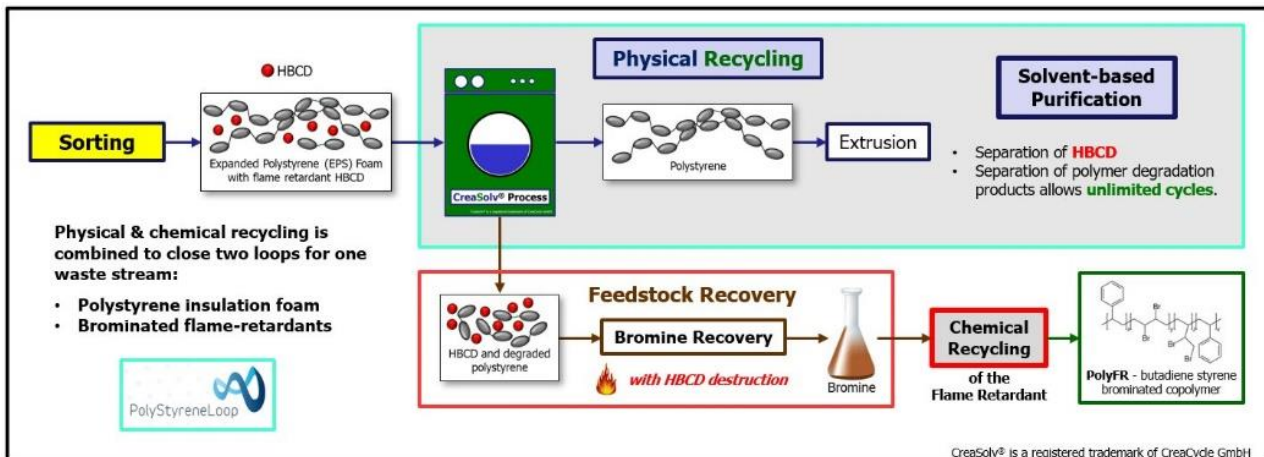 HBCD
Physical Recycling
Solvent-based
Purification
Sorting
Expanded Polystyrene (EPS) Foam
with flame retardant HBCD
CreaSolv® Process
Polystyrene
Extrusion
• Separation of HBCD
• Separation of polymer degradation
products allows unlimited cycles.
Physical & chemical recycling is
combined to close two loops for one
waste stream:
• Polystyrene insulation foam
• Brominated flame-retardants
PolyStyreneLoop
Feedstock Recovery
HBCD and degraded
polystyrene
Bromine Recovery
with HBCD destruction
Bromine
Chemical
Recycling
of the
Flame Retardant
Br
Br
Br
Br
Br
PolyFR - butadiene styrene
brominated copolymer
CreaSolv® is a registered trademark of CreaCycle GmbH